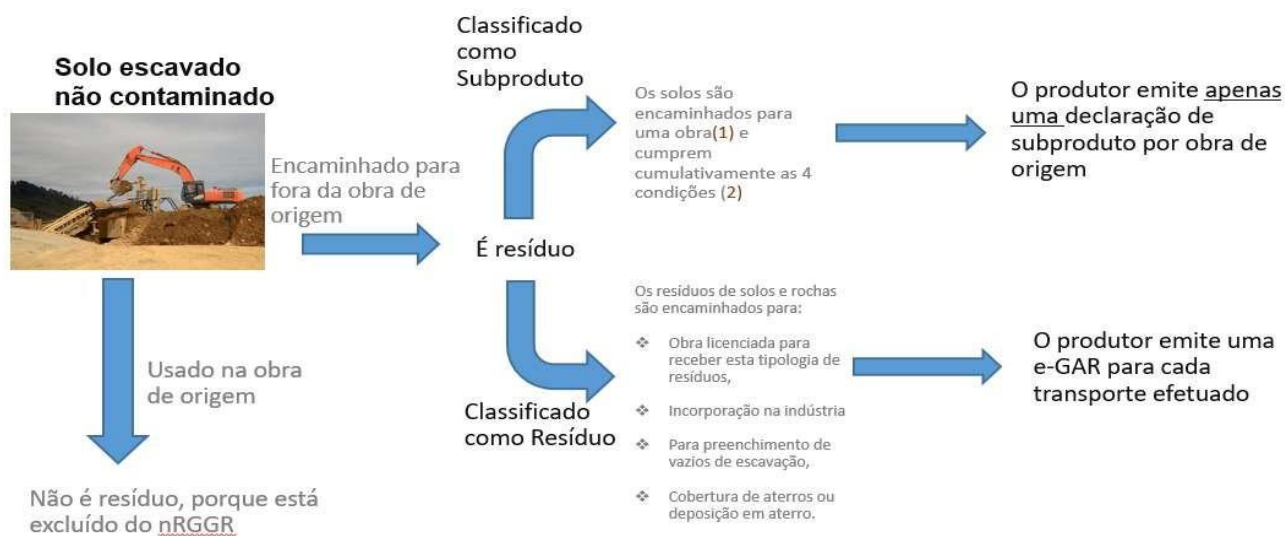 Solo escavado
não contaminado
Encaminhado para
fora da obra de
origem
Usado na obra
de origem
Não é resíduo, porque está
excluído do nRGGR
Classificado
como
Subproduto
É resíduo
Classificado
como Resíduo
Os solos são
encaminhados para
uma obra(1) e
cumprem
cumulativamente as 4
condições (2)
O produtor emite apenas
uma declaração de
subproduto por obra de
origem
Os resíduos de solos e rochas
são encaminhados para:
❖ Obra licenciada para
receber esta tipologia de
resíduos,
❖ Incorporação na indústria
❖ Para preenchimento de
vazios de escavação,
❖ Cobertura de aterros ou
deposição em aterro.
O produtor emite uma
e-GAR para cada
transporte efetuado